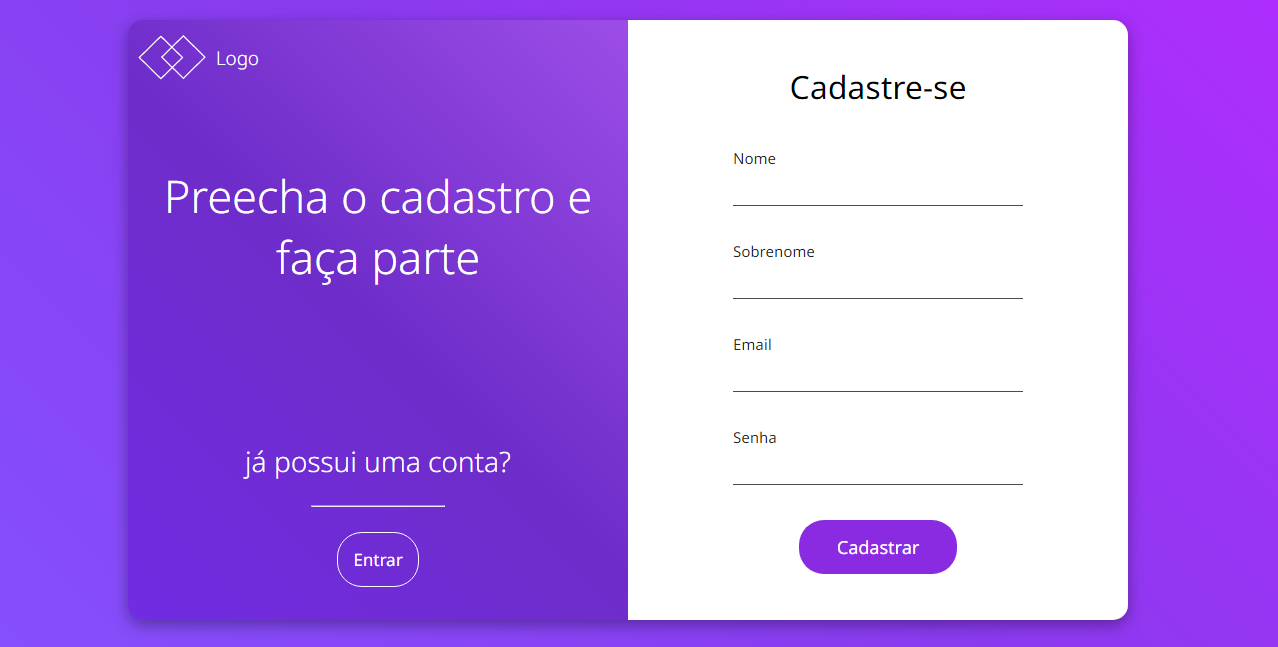 Logo
Preecha o cadastro e
faça parte
já possui uma conta?
Entrar
Cadastre-se
Nome
Sobrenome
Email
Senha
Cadastrar